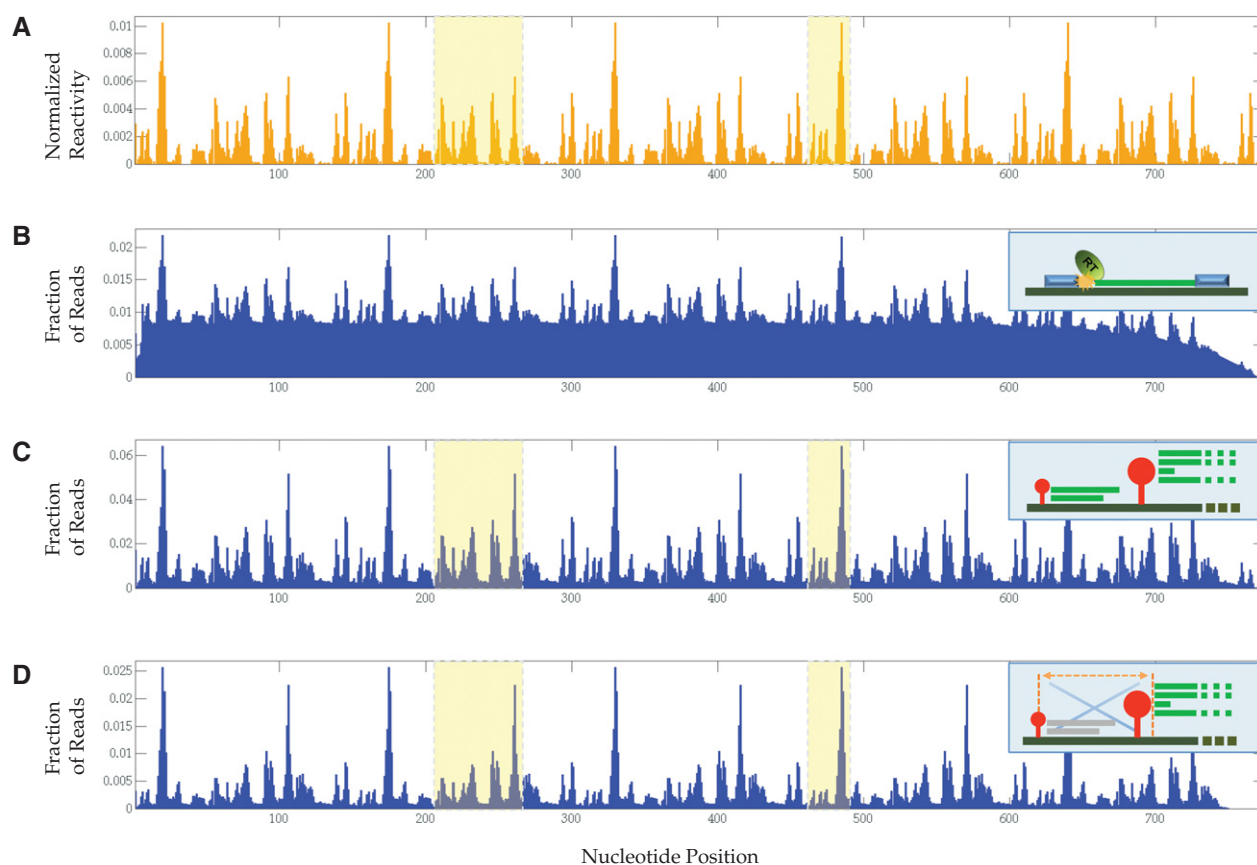 A
Normalized
Reactivity
0.01
0.008
0.006
0.004
0.002
0
100 200 300 400 500 600 700
B
Fraction
of Reads
0.02
0.015
0.01
0.005
0
RT
100 200 300 400 500 600 700
C
Fraction
of Reads
0.06
0.04
0.02
0
100 200 300 400 500 600 700
D
Fraction
of Reads
0.025
0.02
0.015
0.01
0.005
0
100 200 300 400 500 600 700
Nucleotide Position